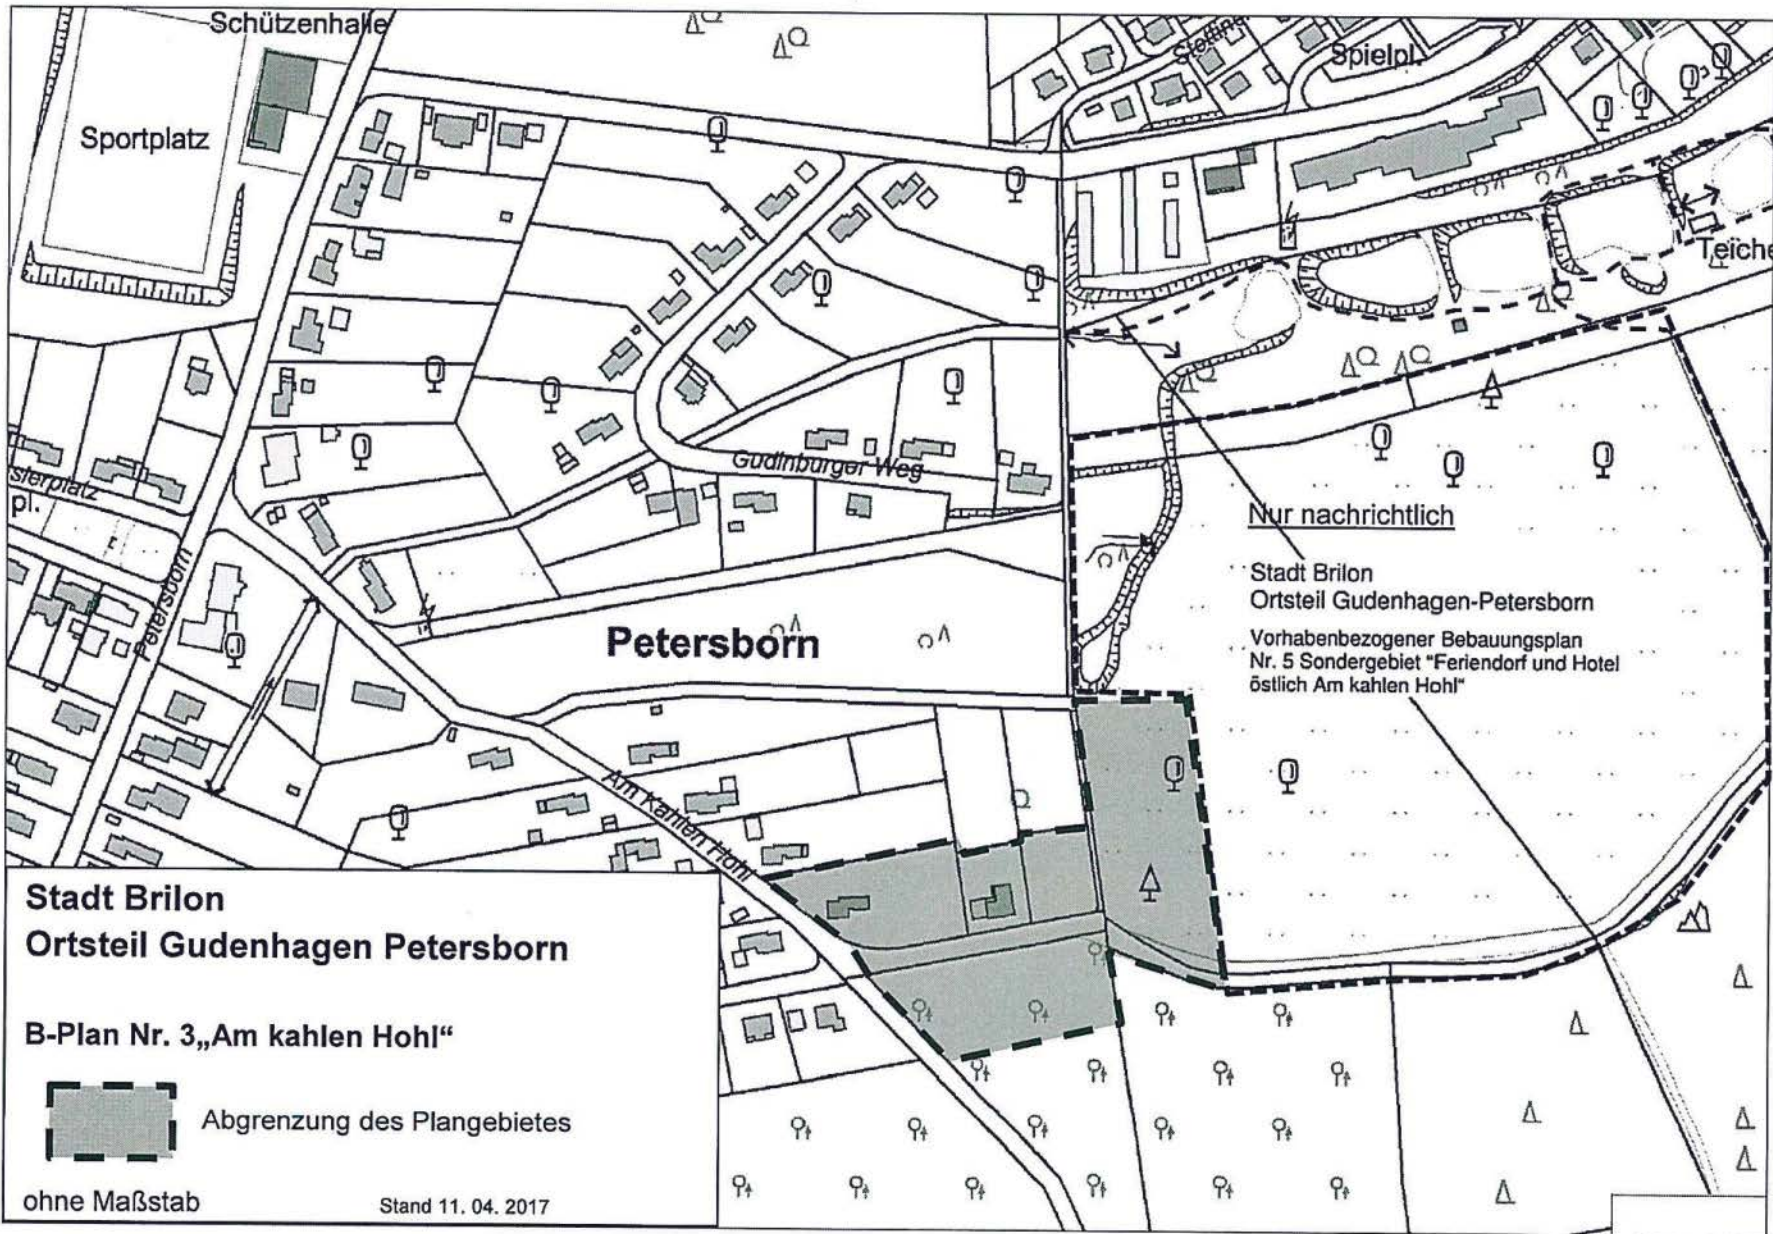 Schützenhalle
Sportplatz
Spielpl.
Teiche
Gudinburger Weg
pl.
Petersborn
Petersborn
Nur nachrichtlich
Stadt Brilon
Ortsteil Gudenhagen-Petersborn
Vorhabenbezogener Bebauungsplan
Nr. 5 Sondergebiet "Feriendorf und Hotel
östlich Am kahlen Hohl"
Am Kahlen Hohl
Stadt Brilon
Ortsteil Gudenhagen Petersborn
B-Plan Nr. 3„Am kahlen Hohl“
Abgrenzung des Plangebietes
ohne Maßstab
Stand 11. 04. 2017